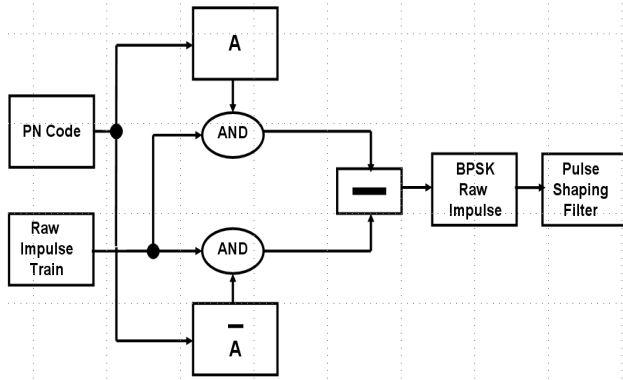 A
PN Code
AND
BPSK
Raw
Impulse
Pulse
Shaping
Filter
Raw
Impulse
Train
AND
A̅